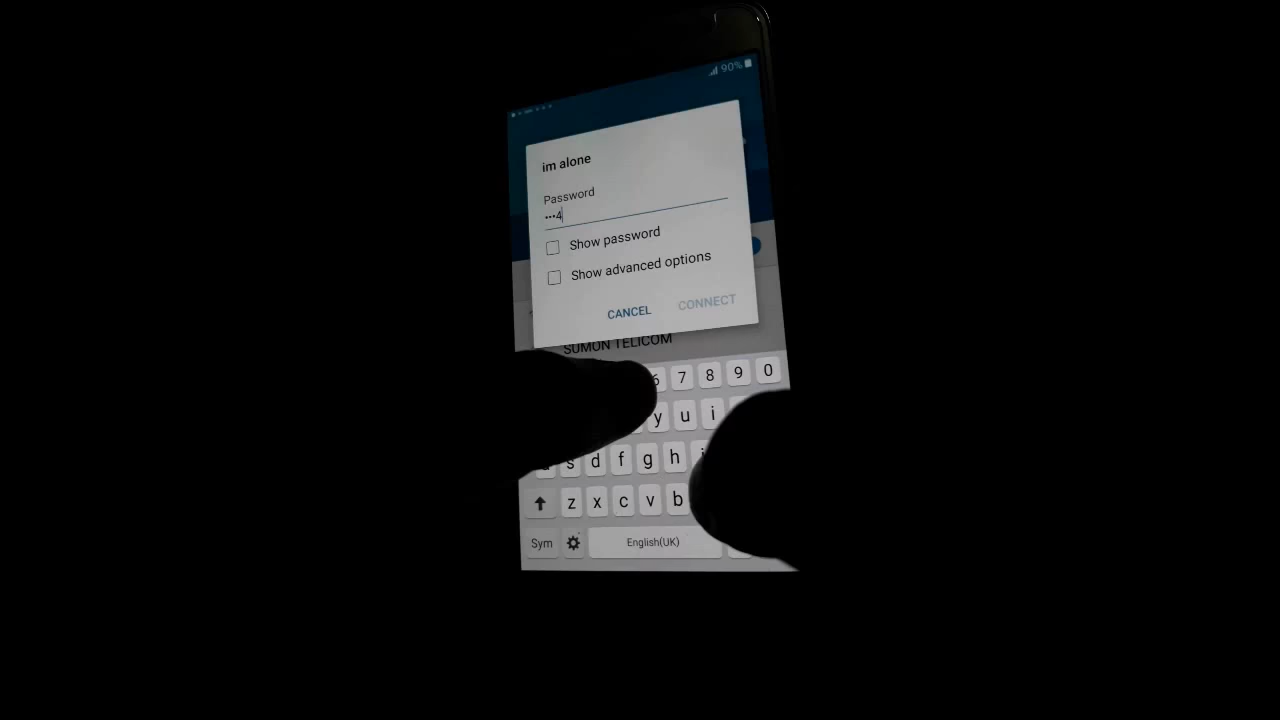 90%
im alone
Password
•••4
Show password
Show advanced options
CANCEL CONNECT
SUMON TELICOM
6 7 8 9 0
y u i
s d f g h
z x c v b
Sym English(UK)